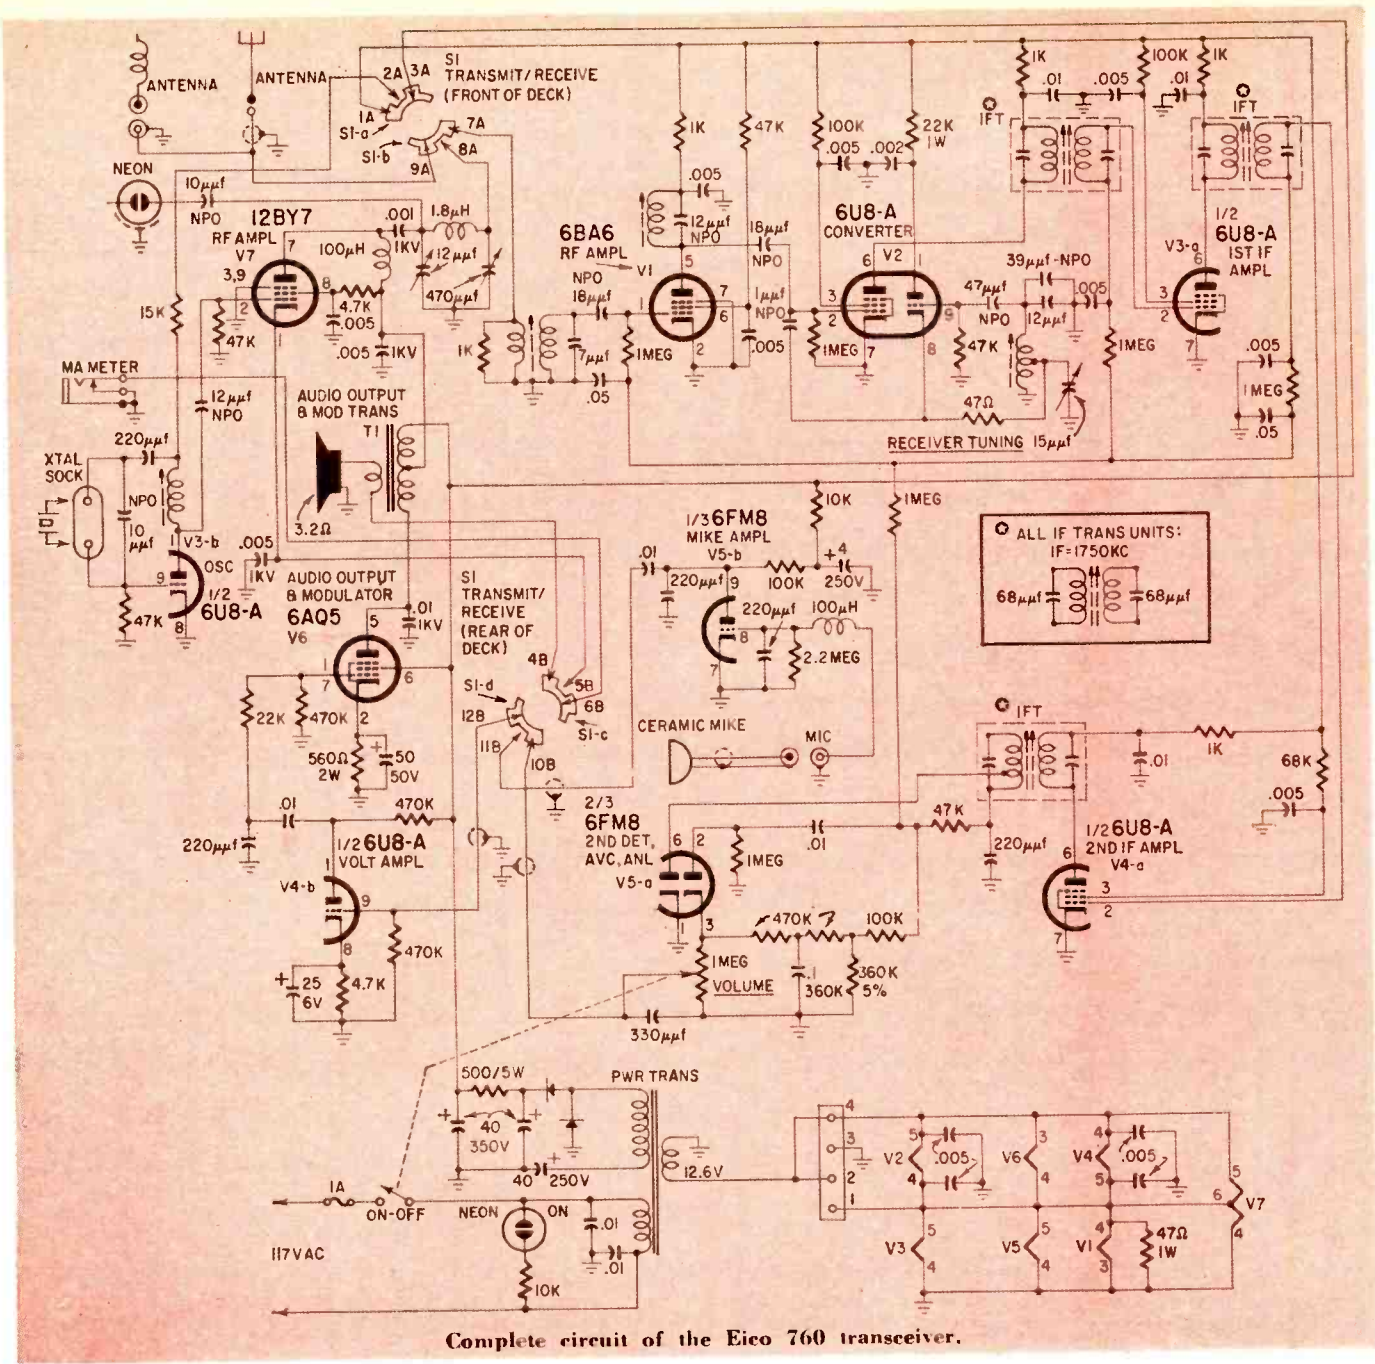 ANTENNA
ANTENNA
2A
3A
S1
TRANSMIT/RECEIVE
(FRONT OF DECK)
1A
S1-a
S1-b
7A
8A
9A
NEON
10μμf
NPO
12BY7
RF AMPL
V7
7
3,9
2
8
1
100μH
.001
1KV
1.8μH
12μμf
470μμf
4.7K
.005
.005
1KV
15K
47K
12μμf
NPO
MA METER
AUDIO OUTPUT
& MOD TRANS
T1
3.2Ω
220μμf
XTAL
SOCK
NPO
10
μμf
1
V3-b
OSC
1/2
6U8-A
9
8
47K
.005
1KV
1K
47K
100K
22K
1W
.005
.002
.005
12μμf
NPO
18μμf
NPO
6BA6
RF AMPL
V1
NPO
18μμf
1
5
7
6
2
1K
7μμf
.05
1MEG
1μμf
NPO
.005
6U8-A
CONVERTER
V2
6
1
3
2
7
9
8
1MEG
47K
47μμf
NPO
39μμf-NPO
12μμf
.005
47Ω
RECEIVER TUNING
15μμf
1MEG
1K
.01
.005
100K
.01
1K
IFT
IFT
1/2
6U8-A
1ST IF
AMPL
V3-a
6
3
2
7
.005
1MEG
.05
ALL IF TRANS UNITS:
IF=1750KC
68μμf
68μμf
AUDIO OUTPUT
& MODULATOR
6AQ5
V6
5
.01
1KV
1
7
6
2
22K
470K
560Ω
2W
50
50V
S1
TRANSMIT/
RECEIVE
(REAR OF
DECK)
4B
5B
6B
S1-c
S1-d
12B
11B
10B
1/3 6FM8
MIKE AMPL
V5-b
10K
1MEG
.01
220μμf
9
100K
+4
250V
220μμf
100μH
8
7
2.2MEG
CERAMIC MIKE
MIC
IFT
.01
1K
68K
.005
.01
470K
220μμf
1/2 6U8-A
VOLT AMPL
V4-b
1
9
8
470K
25
6V
4.7K
2/3
6FM8
2ND DET,
AVC, ANL
V5-a
6
2
1
3
1MEG
.01
47K
220μμf
1/2 6U8-A
2ND IF AMPL
V4-a
6
3
2
7
470K
100K
1MEG
VOLUME
.1
360K
360K
5%
330μμf
500/5W
PWR TRANS
40
350V
40
250V
12.6V
1A
ON-OFF
NEON
ON
.01
.01
10K
117VAC
4
3
2
1
V2
5
4
.005
V6
3
4
V4
4
5
.005
5
6
4
V7
V3
5
4
V5
5
4
V1
4
3
47Ω
1W
Complete circuit of the Eico 760 transceiver.